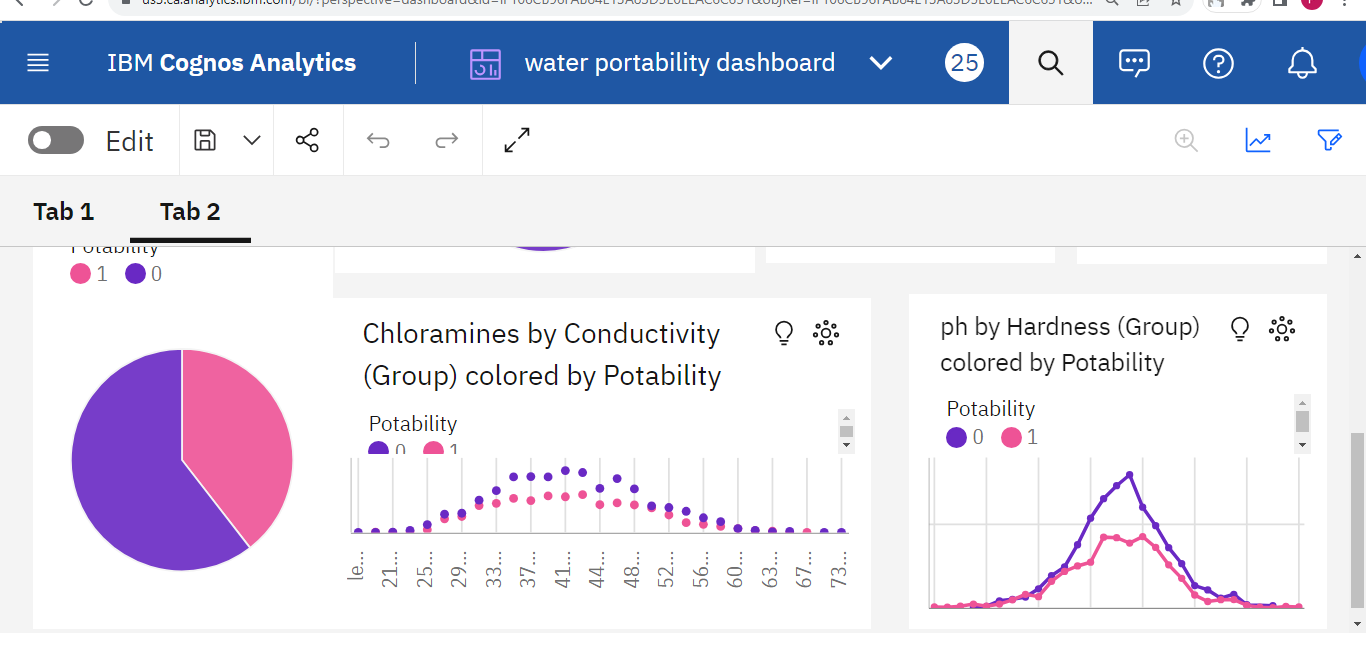 IBM Cognos Analytics
water portability dashboard
25
Edit
Tab 1
Tab 2
Potability
1 0
Chloramines by Conductivity
(Group) colored by Potability
Potability
0 1
le...
21...
25...
29...
33...
37...
41...
44...
48...
52...
56...
60...
63...
67...
73...
ph by Hardness (Group)
colored by Potability
Potability
0 1